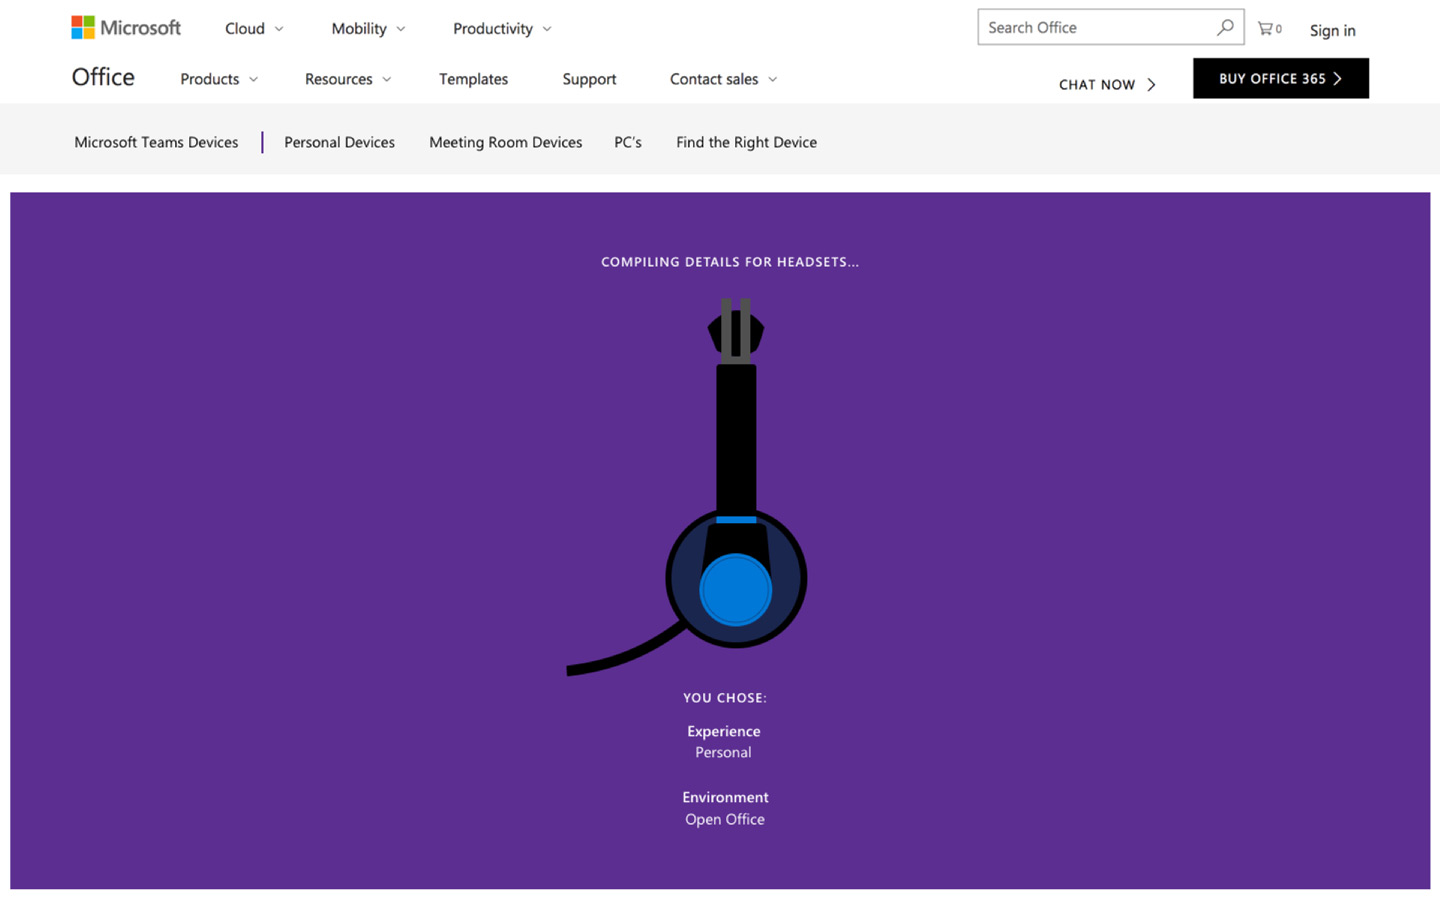 Microsoft Cloud Mobility Productivity Search Office 0 Sign in
Office Products Resources Templates Support Contact sales CHAT NOW BUY OFFICE 365
Microsoft Teams Devices Personal Devices Meeting Room Devices PC's Find the Right Device
COMPILING DETAILS FOR HEADSETS...
YOU CHOSE:
Experience
Personal
Environment
Open Office